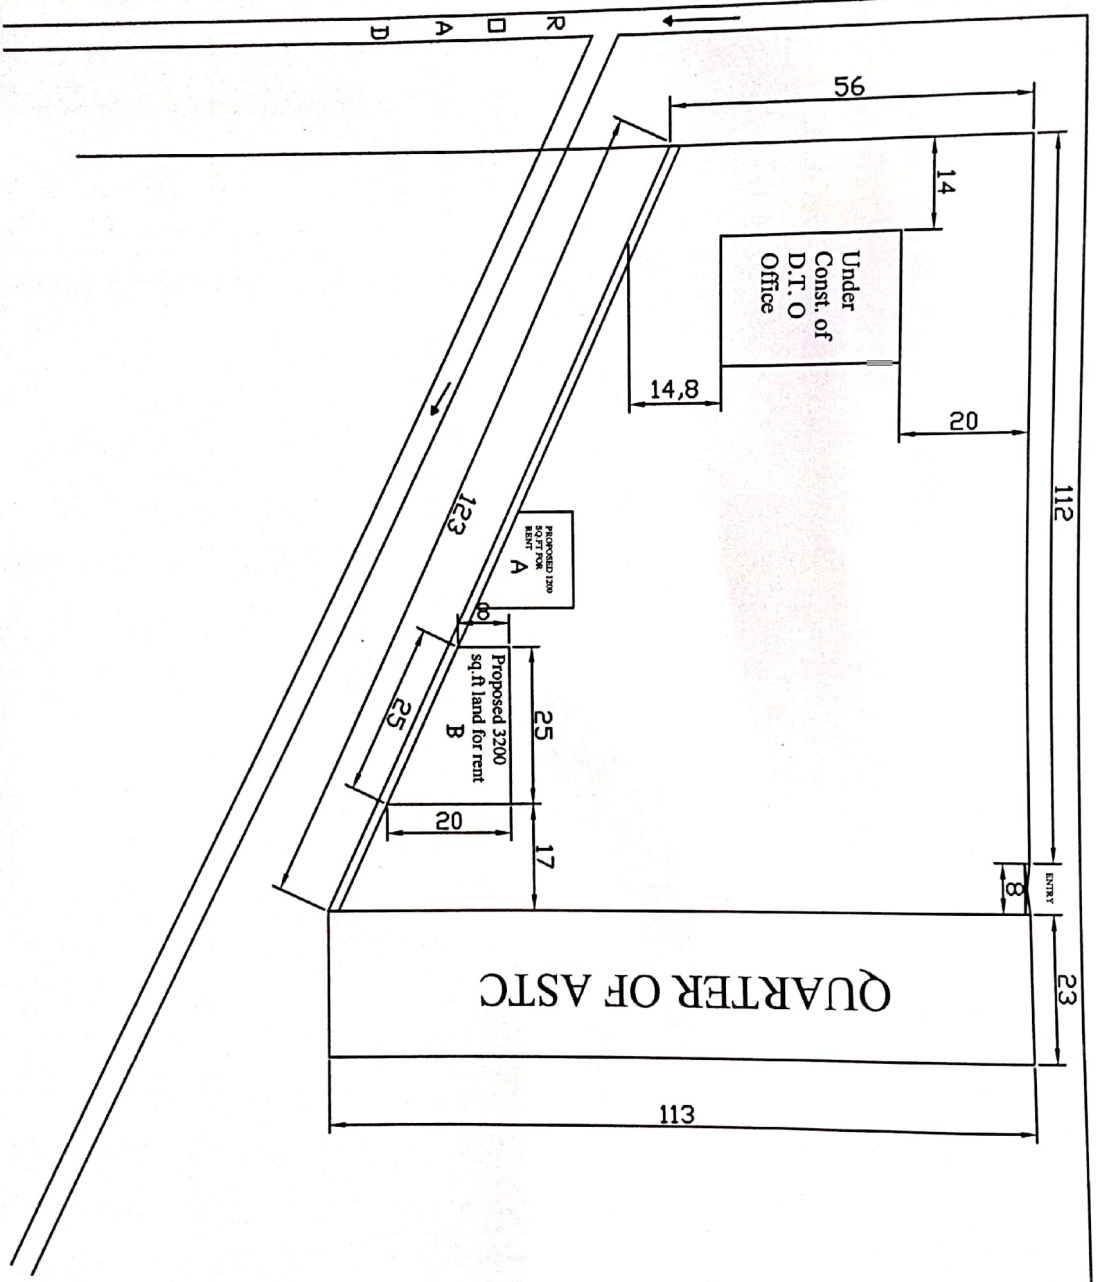 R O A D
56
14
Under
Const. of
D.T. O
Office
14,8
20
112
123
PROPOSED 1200
SQ.FT FOR
RENT
A
8
Proposed 3200
sq.ft land for rent
B
25
25
20
17
ENTRY
8
23
QUARTER OF ASTC
113